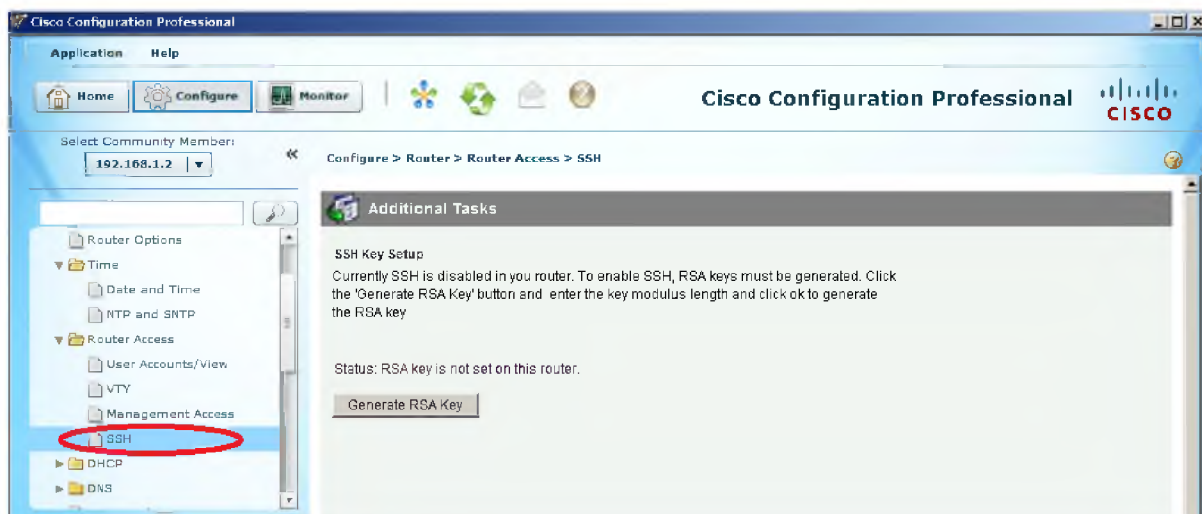 Cisco Configuration Professional
Application Help
Home Configure Monitor
Cisco Configuration Professional
CISCO
Select Community Member:
192.168.1.2
Configure > Router > Router Access > SSH
Router Options
Time
Date and Time
NTP and SNTP
Router Access
User Accounts/View
VTY
Management Access
SSH
DHCP
DNS
Additional Tasks
SSH Key Setup
Currently SSH is disabled in you router. To enable SSH, RSA keys must be generated. Click
the 'Generate RSA Key' button and enter the key modulus length and click ok to generate
the RSA key
Status: RSA key is not set on this router.
Generate RSA Key